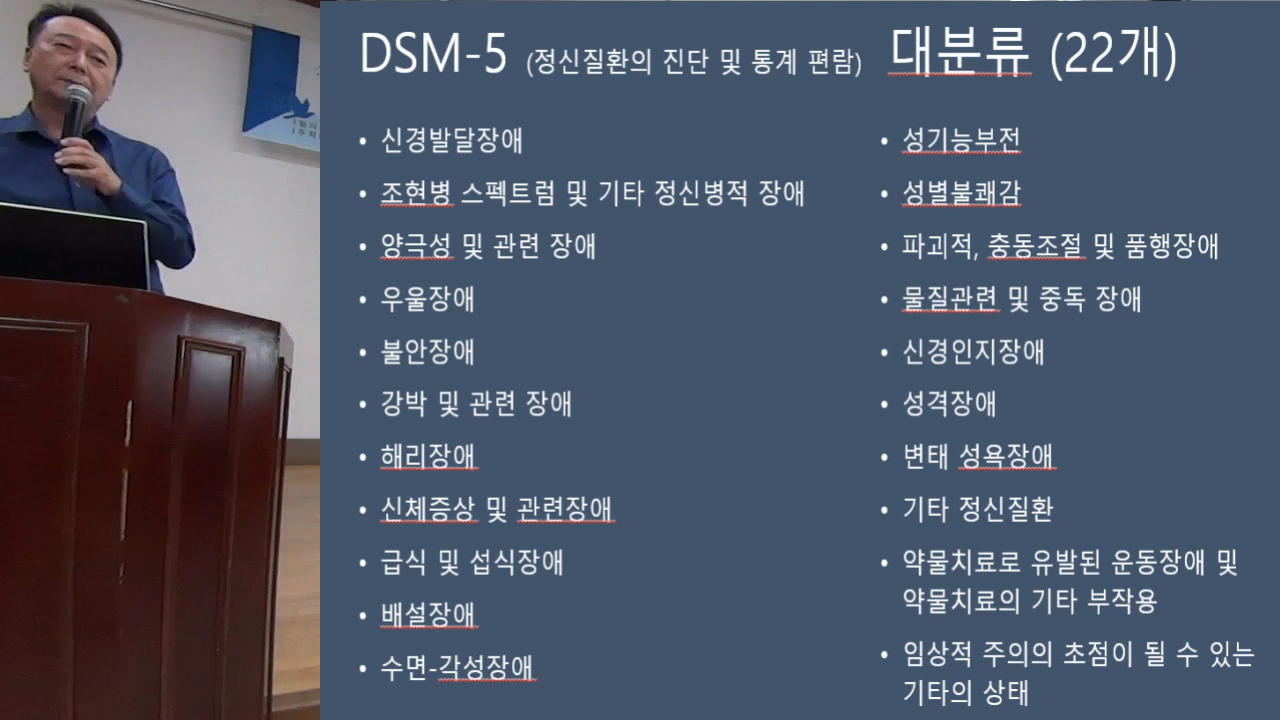 DSM-5 (정신질환의 진단 및 통계 편람) 대분류 (22개)
• 신경발달장애
• 조현병 스펙트럼 및 기타 정신병적 장애
• 양극성 및 관련 장애
• 우울장애
• 불안장애
• 강박 및 관련 장애
• 해리장애
• 신체증상 및 관련장애
• 급식 및 섭식장애
• 배설장애
• 수면-각성장애
• 성기능부전
• 성별불쾌감
• 파괴적, 충동조절 및 품행장애
• 물질관련 및 중독 장애
• 신경인지장애
• 성격장애
• 변태 성욕장애
• 기타 정신질환
• 약물치료로 유발된 운동장애 및
약물치료의 기타 부작용
• 임상적 주의의 초점이 될 수 있는
기타의 상태